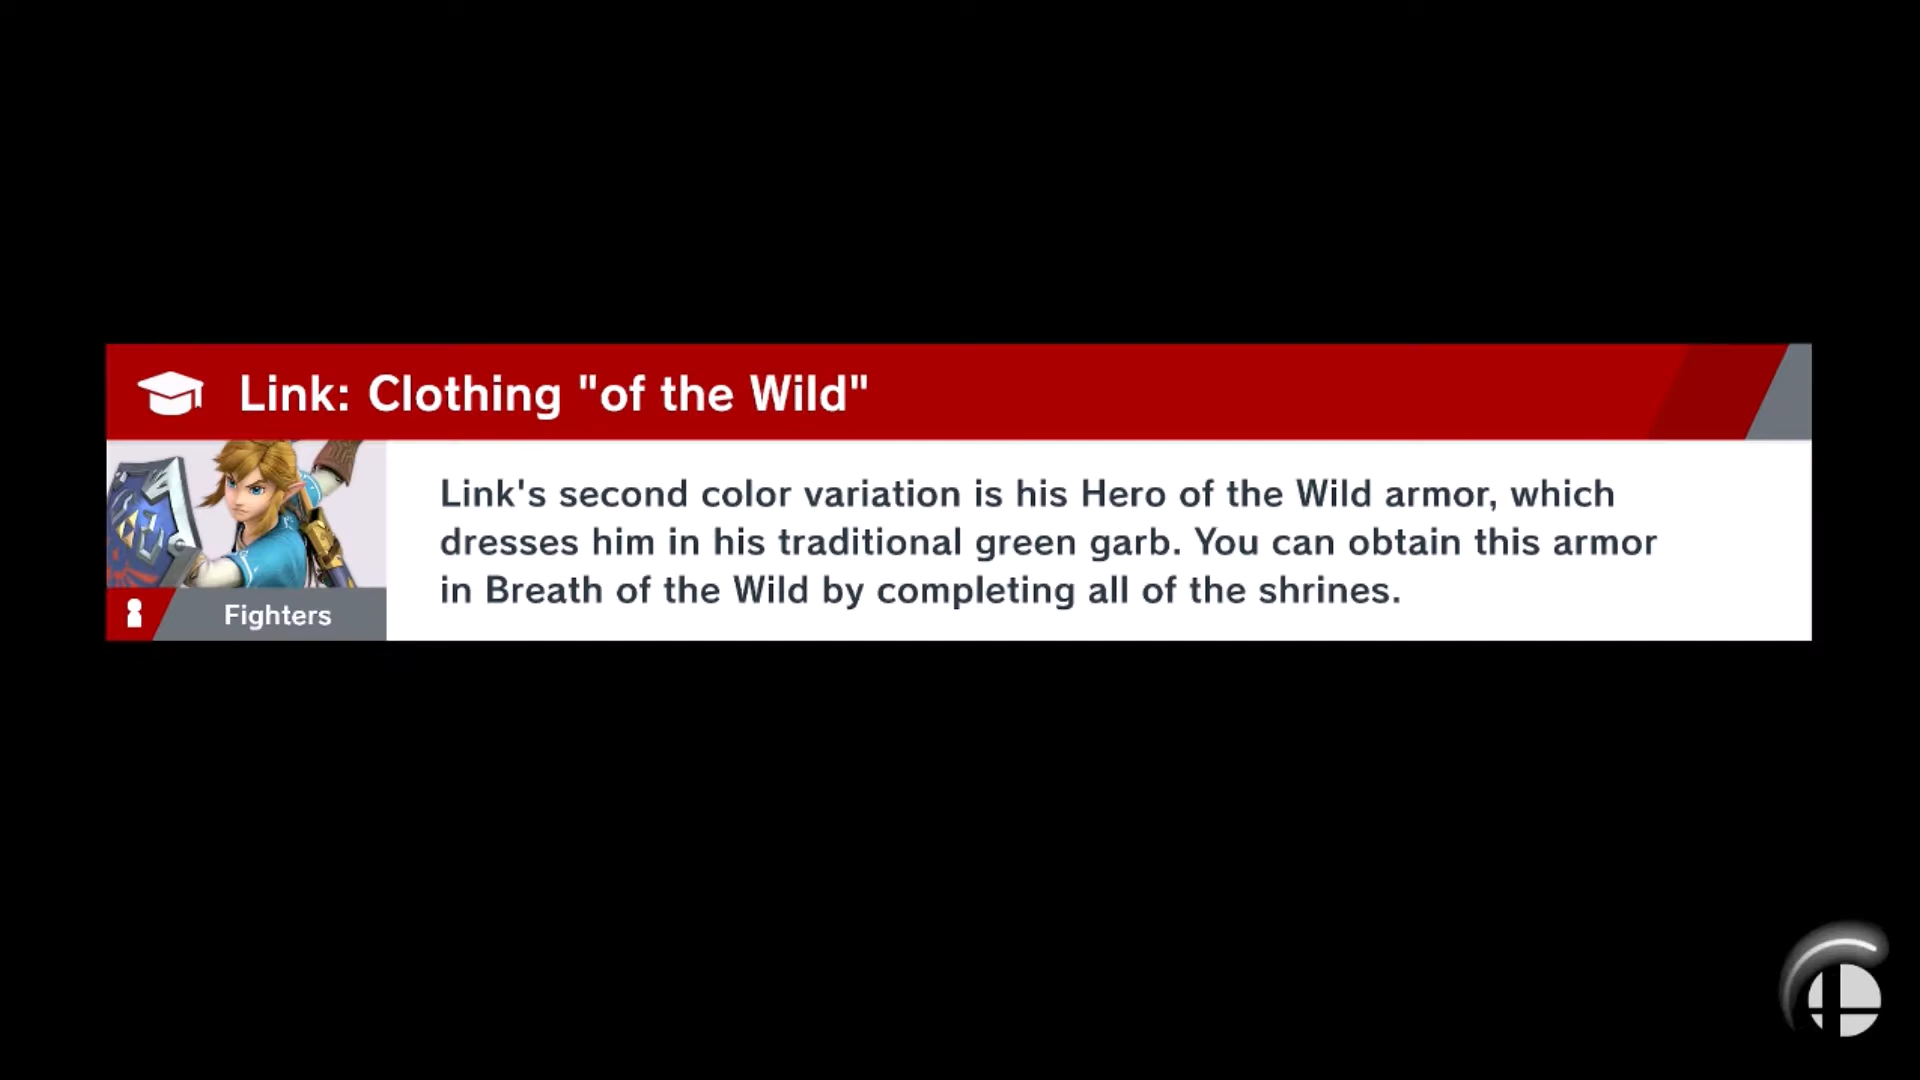 Link: Clothing "of the Wild"
Link's second color variation is his Hero of the Wild armor, which
dresses him in his traditional green garb. You can obtain this armor
in Breath of the Wild by completing all of the shrines.
Fighters